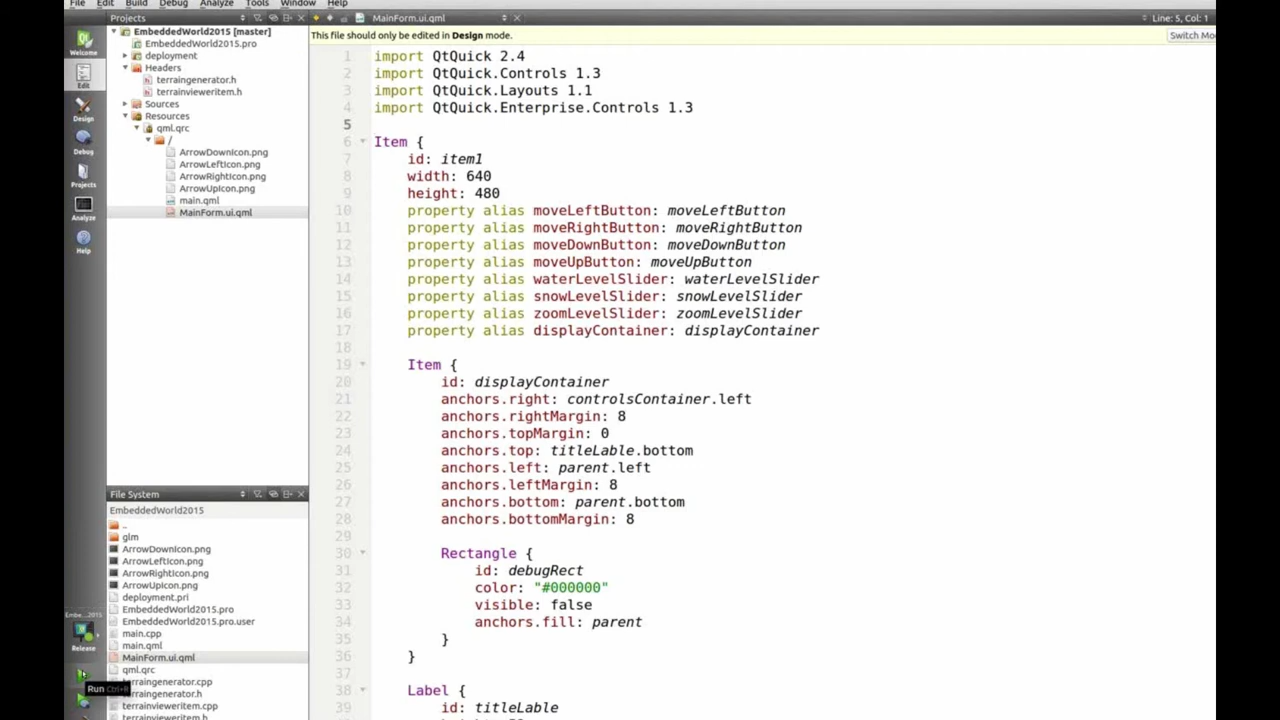 File Edit Build Debug Analyze Tools Window Help
Projects
MainForm.ui.qml
Line: 5, Col: 1
This file should only be edited in Design mode.
Switch Mo
Welcome
Edit
Design
Debug
Projects
Analyze
Help
EmbeddedWorld2015 [master]
EmbeddedWorld2015.pro
deployment
Headers
terraingenerator.h
terrainvieweritem.h
Sources
Resources
qml.qrc
/
ArrowDownIcon.png
ArrowLeftIcon.png
ArrowRightIcon.png
ArrowUpIcon.png
main.qml
MainForm.ui.qml
File System
EmbeddedWorld2015
..
glm
ArrowDownIcon.png
ArrowLeftIcon.png
ArrowRightIcon.png
ArrowUpIcon.png
deployment.pri
EmbeddedWorld2015.pro
EmbeddedWorld2015.pro.user
main.cpp
main.qml
MainForm.ui.qml
qml.qrc
terraingenerator.cpp
terraingenerator.h
terrainvieweritem.cpp
terrainvieweritem.h
Embe...2015
Release
Run Ctrl+R
1 import QtQuick 2.4
2 import QtQuick.Controls 1.3
3 import QtQuick.Layouts 1.1
4 import QtQuick.Enterprise.Controls 1.3
5
6 Item {
7 id: item1
8 width: 640
9 height: 480
10 property alias moveLeftButton: moveLeftButton
11 property alias moveRightButton: moveRightButton
12 property alias moveDownButton: moveDownButton
13 property alias moveUpButton: moveUpButton
14 property alias waterLevelSlider: waterLevelSlider
15 property alias snowLevelSlider: snowLevelSlider
16 property alias zoomLevelSlider: zoomLevelSlider
17 property alias displayContainer: displayContainer
18
19 Item {
20 id: displayContainer
21 anchors.right: controlsContainer.left
22 anchors.rightMargin: 8
23 anchors.topMargin: 0
24 anchors.top: titleLable.bottom
25 anchors.left: parent.left
26 anchors.leftMargin: 8
27 anchors.bottom: parent.bottom
28 anchors.bottomMargin: 8
29
30 Rectangle {
31 id: debugRect
32 color: "#000000"
33 visible: false
34 anchors.fill: parent
35 }
36 }
37
38 Label {
39 id: titleLable